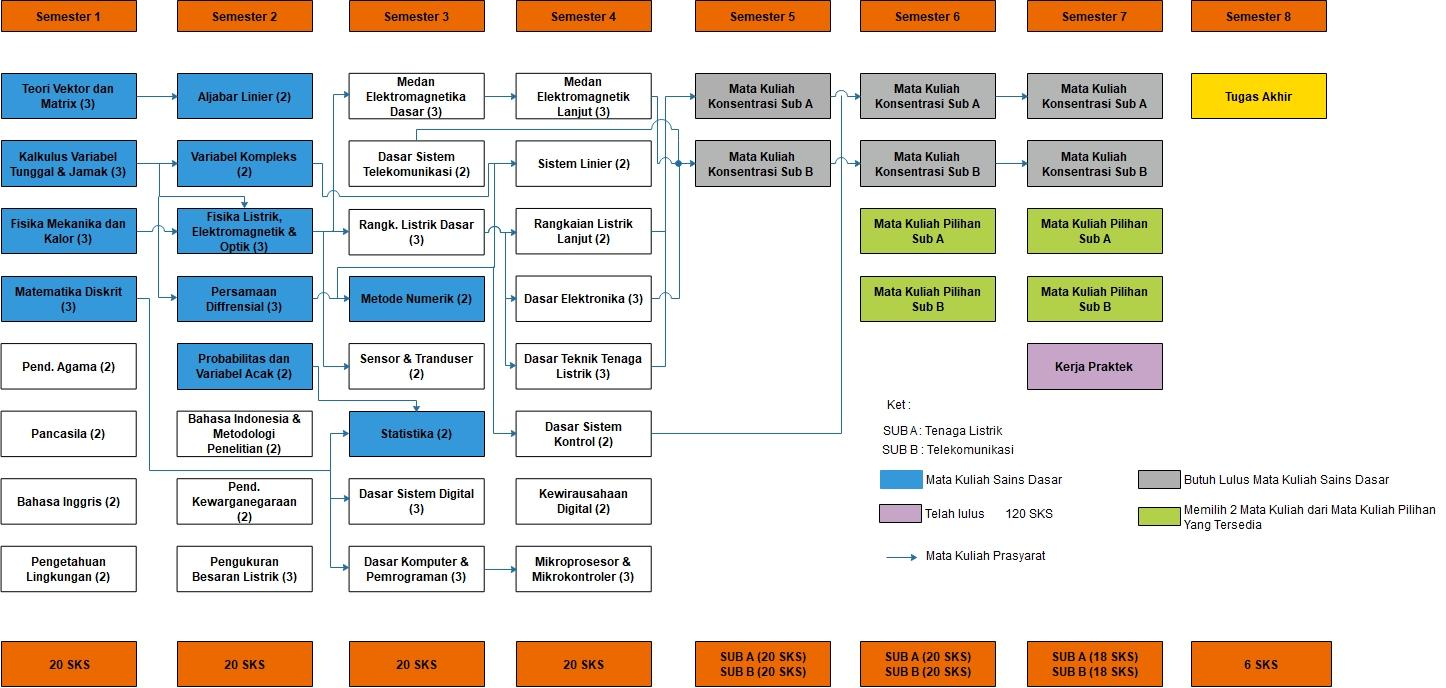 Semester 1
Semester 2
Semester 3
Semester 4
Semester 5
Semester 6
Semester 7
Semester 8
Teori Vektor dan
Matrix (3)
Aljabar Linier (2)
Medan
Elektromagnetika
Dasar (3)
Medan
Elektromagnetik
Lanjut (3)
Mata Kuliah
Konsentrasi Sub A
Mata Kuliah
Konsentrasi Sub A
Mata Kuliah
Konsentrasi Sub A
Tugas Akhir
Kalkulus Variabel
Tunggal & Jamak (3)
Variabel Kompleks
(2)
Dasar Sistem
Telekomunikasi (2)
Sistem Linier (2)
Mata Kuliah
Konsentrasi Sub B
Mata Kuliah
Konsentrasi Sub B
Mata Kuliah
Konsentrasi Sub B
Fisika Mekanika dan
Kalor (3)
Fisika Listrik,
Elektromagnetik &
Optik (3)
Rangk. Listrik Dasar
(3)
Rangkaian Listrik
Lanjut (2)
Mata Kuliah Pilihan
Sub A
Mata Kuliah Pilihan
Sub A
Matematika Diskrit
(3)
Persamaan
Diffrensial (3)
Metode Numerik (2)
Dasar Elektronika (3)
Mata Kuliah Pilihan
Sub B
Mata Kuliah Pilihan
Sub B
Pend. Agama (2)
Probabilitas dan
Variabel Acak (2)
Sensor & Tranduser
(2)
Dasar Teknik Tenaga
Listrik (3)
Kerja Praktek
Pancasila (2)
Bahasa Indonesia &
Metodologi
Penelitian (2)
Statistika (2)
Dasar Sistem
Kontrol (2)
Bahasa Inggris (2)
Pend.
Kewarganegaraan
(2)
Dasar Sistem Digital
(3)
Kewirausahaan
Digital (2)
Pengetahuan
Lingkungan (2)
Pengukuran
Besaran Listrik (3)
Dasar Komputer &
Pemrograman (3)
Mikroprosesor &
Mikrokontroler (3)
Ket :
SUB A : Tenaga Listrik
SUB B : Telekomunikasi
Mata Kuliah Sains Dasar
Butuh Lulus Mata Kuliah Sains Dasar
Telah lulus 120 SKS
Memilih 2 Mata Kuliah dari Mata Kuliah Pilihan
Yang Tersedia
Mata Kuliah Prasyarat
20 SKS
20 SKS
20 SKS
20 SKS
SUB A (20 SKS)
SUB B (20 SKS)
SUB A (20 SKS)
SUB B (20 SKS)
SUB A (18 SKS)
SUB B (18 SKS)
6 SKS